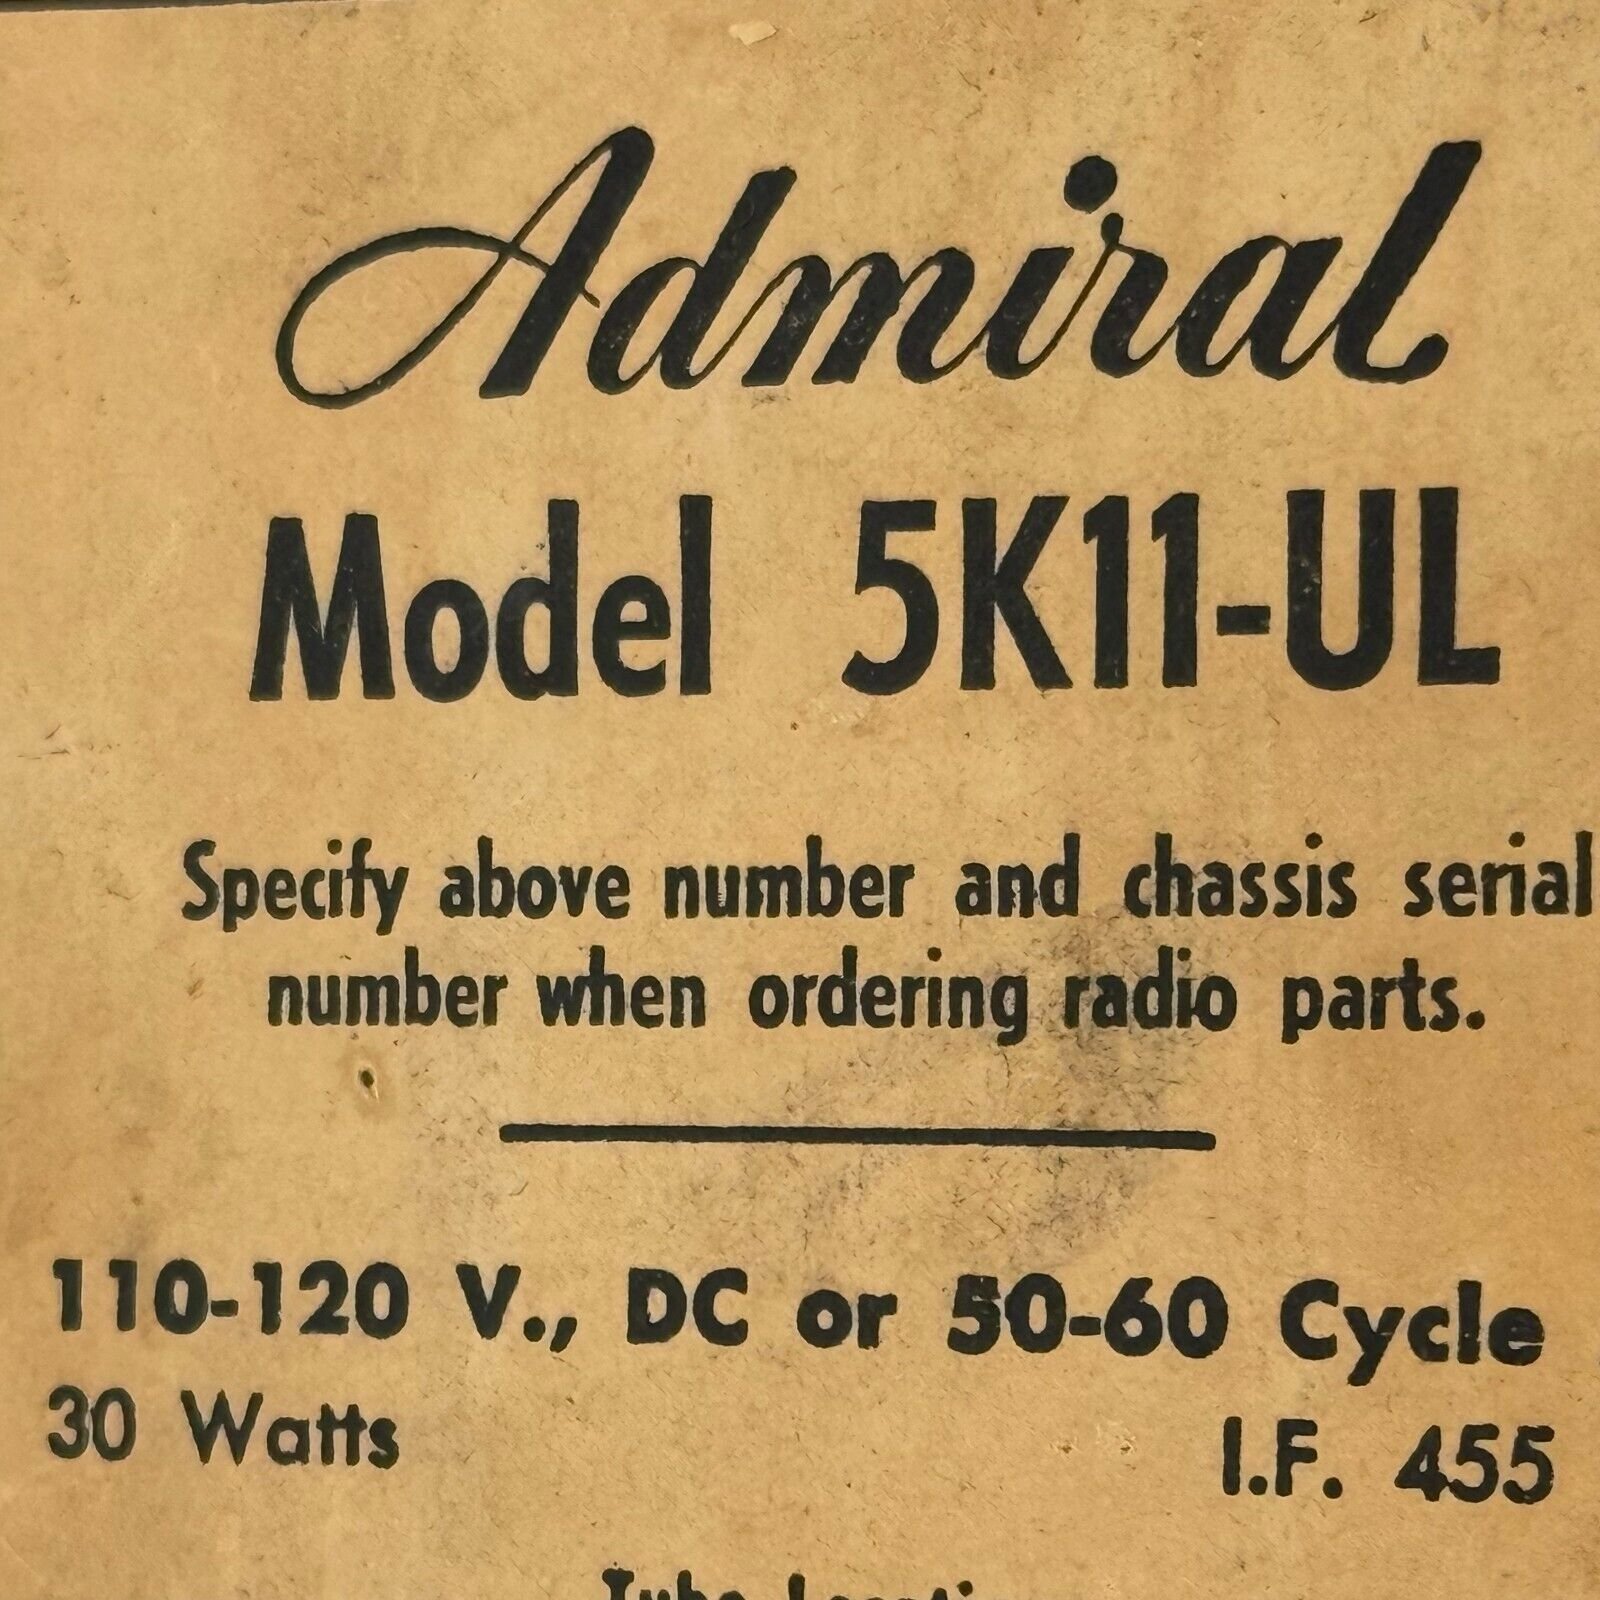 Admiral
Model 5K11-UL
Specify above number and chassis serial
number when ordering radio parts.
110-120 V., DC or 50-60 Cycle
30 Watts I.F. 455
Tube